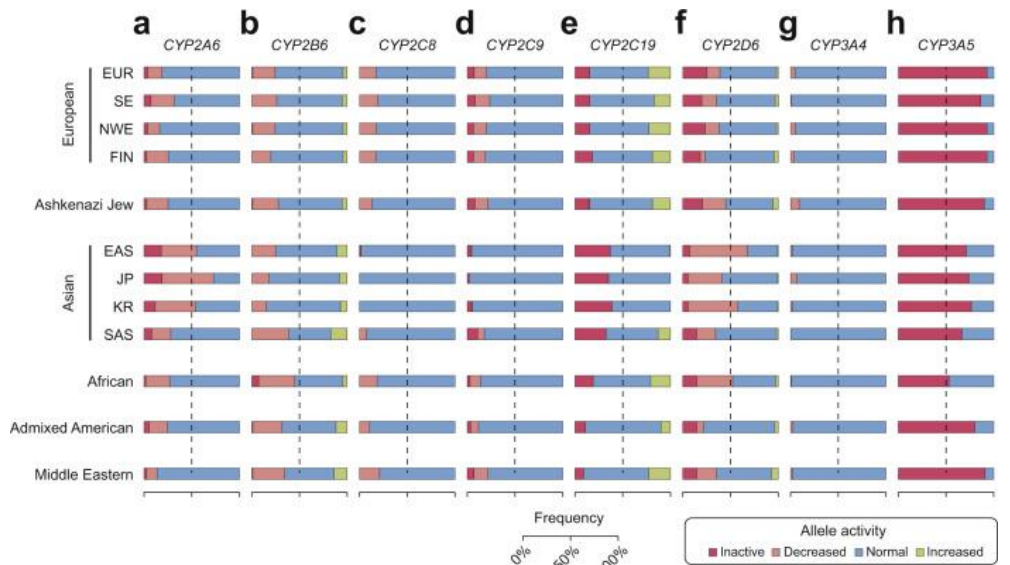 a b c d e f g h
CYP2A6 CYP2B6 CYP2C8 CYP2C9 CYP2C19 CYP2D6 CYP3A4 CYP3A5
European
EUR
SE
NWE
FIN
Ashkenazi Jew
Asian
EAS
JP
KR
SAS
African
Admixed American
Middle Eastern
Frequency
0%
Allele activity
Inactive Decreased Normal Increased